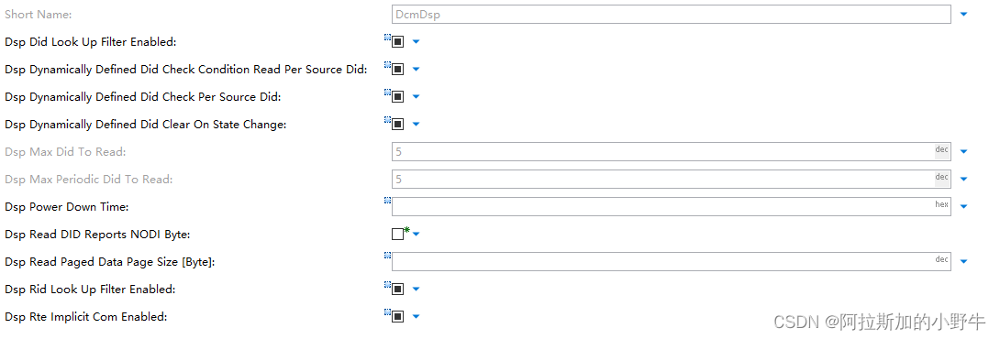 Short Name: DcmDsp
Dsp Did Look Up Filter Enabled:
Dsp Dynamically Defined Did Check Condition Read Per Source Did:
Dsp Dynamically Defined Did Check Per Source Did:
Dsp Dynamically Defined Did Clear On State Change:
Dsp Max Did To Read: 5 dec
Dsp Max Periodic Did To Read: 5 dec
Dsp Power Down Time: hex
Dsp Read DID Reports NODI Byte:
Dsp Read Paged Data Page Size [Byte]: dec
Dsp Rid Look Up Filter Enabled:
Dsp Rte Implicit Com Enabled:
CSDN @阿拉斯加的小野牛